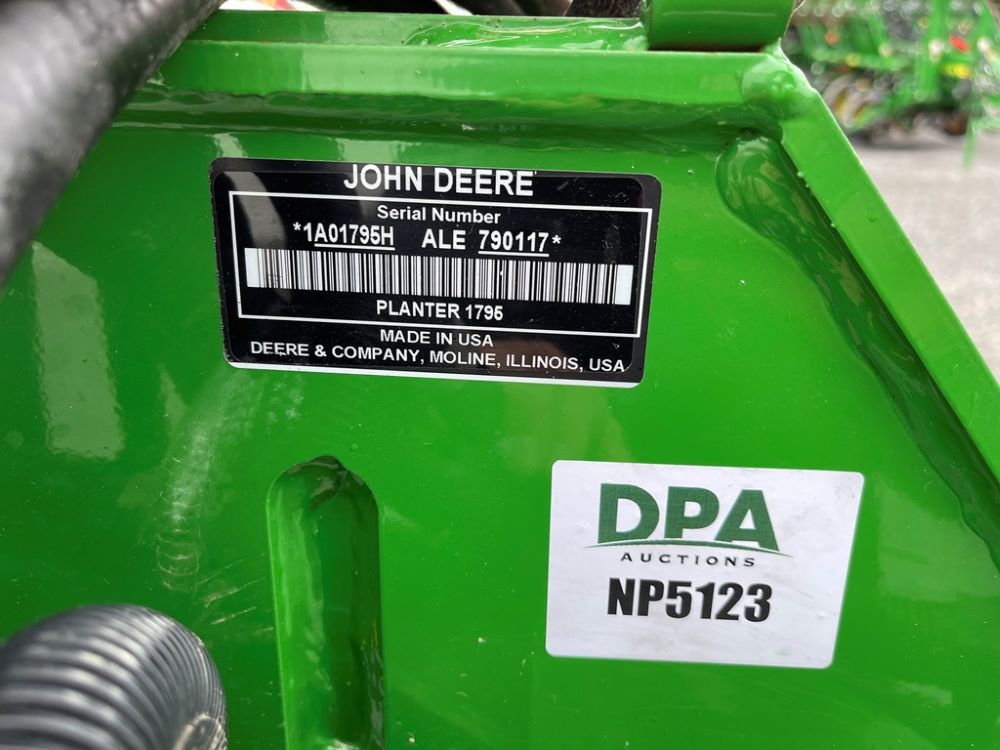 JOHN DEERE
Serial Number
*1A01795H ALE 790117*
PLANTER 1795
MADE IN USA
DEERE & COMPANY, MOLINE, ILLINOIS, USA
DPA
AUCTIONS
NP5123